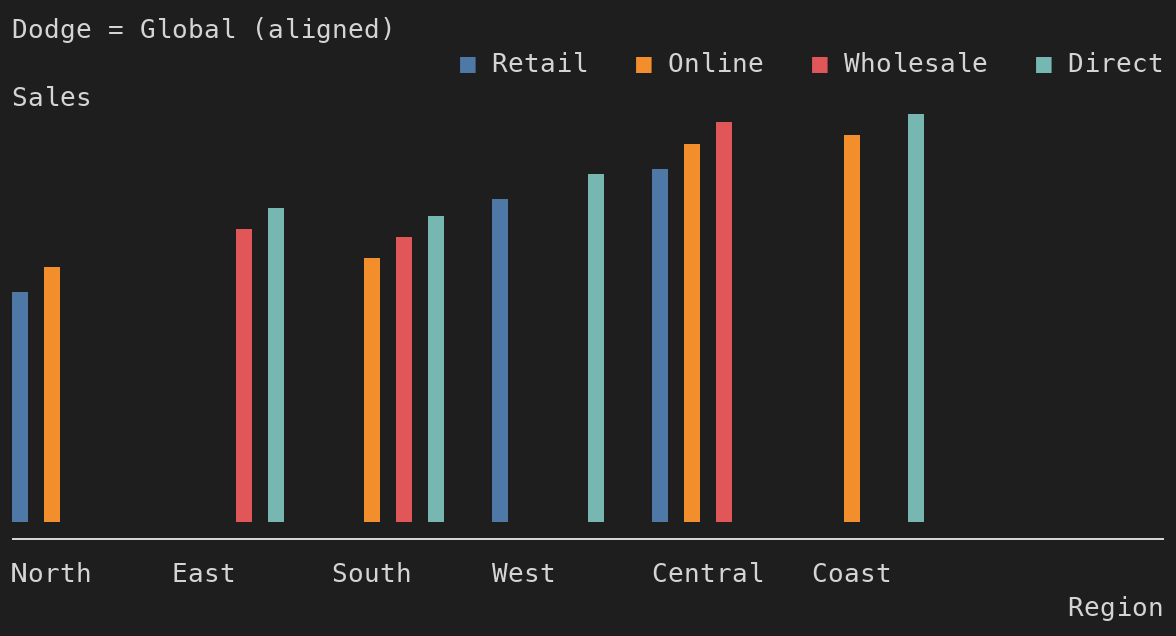 Dodge = Global (aligned)
Retail Online Wholesale Direct
Sales
North East South West Central Coast
Region